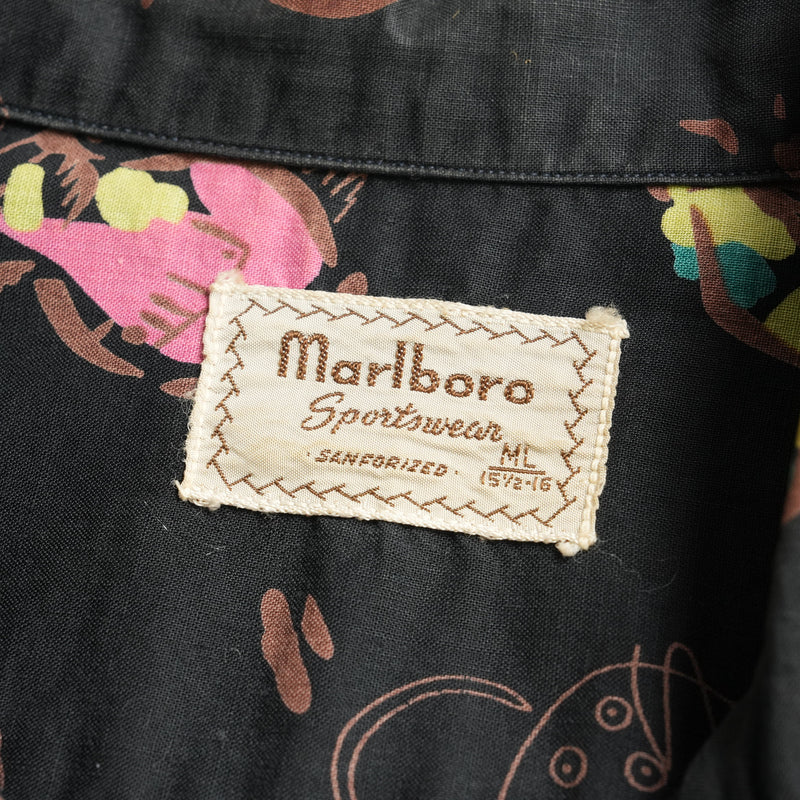 Marlboro
Sportswear
· SANFORIZED ·
ML
15½-16